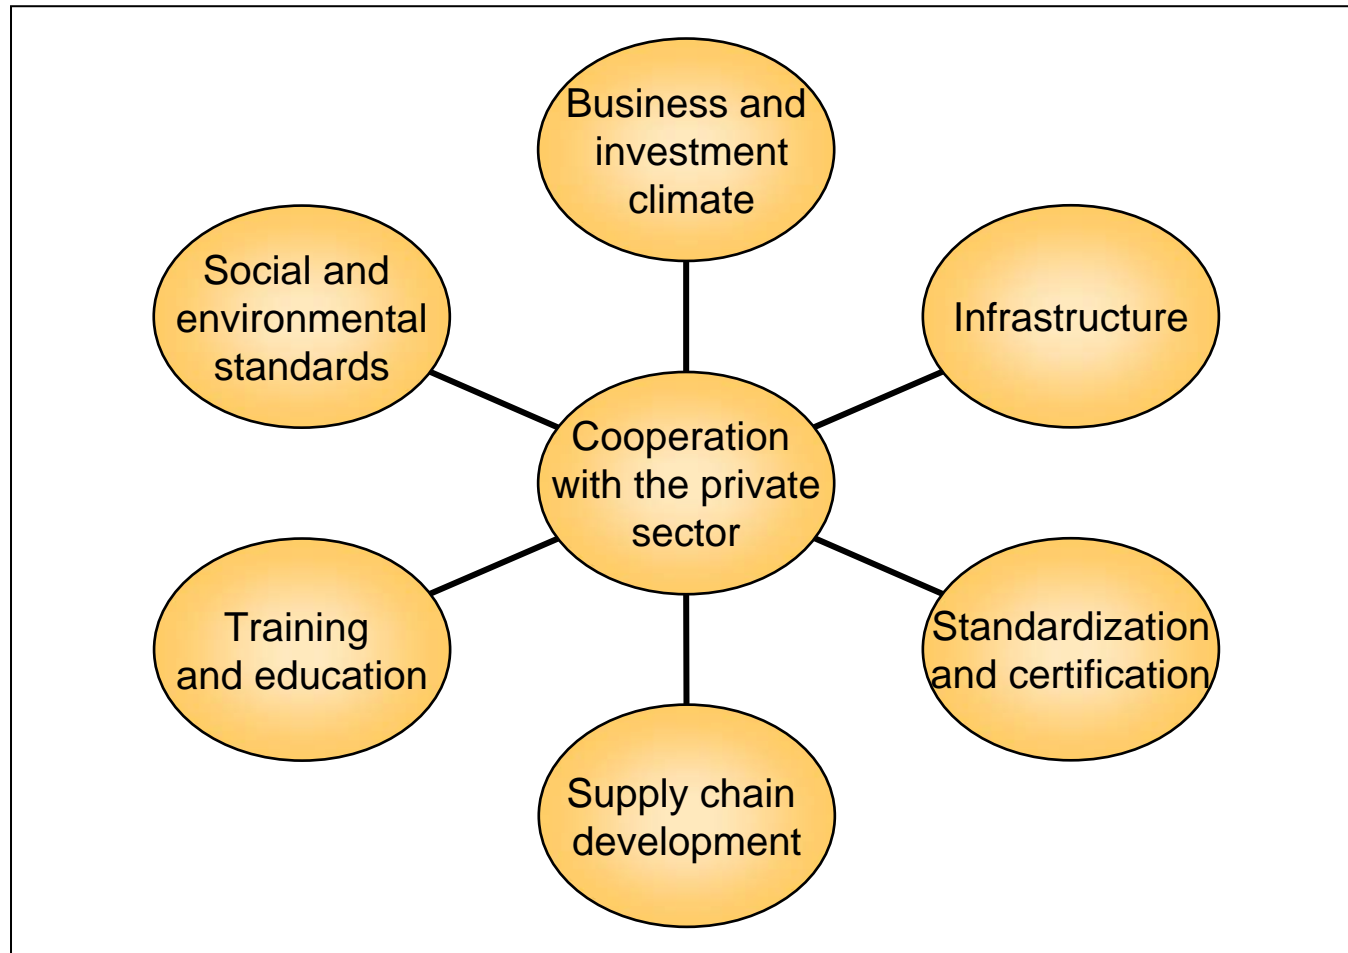 Business and
investment
climate
Social and
environmental
standards
Infrastructure
Cooperation
with the private
sector
Training
and education
Standardization
and certification
Supply chain
development